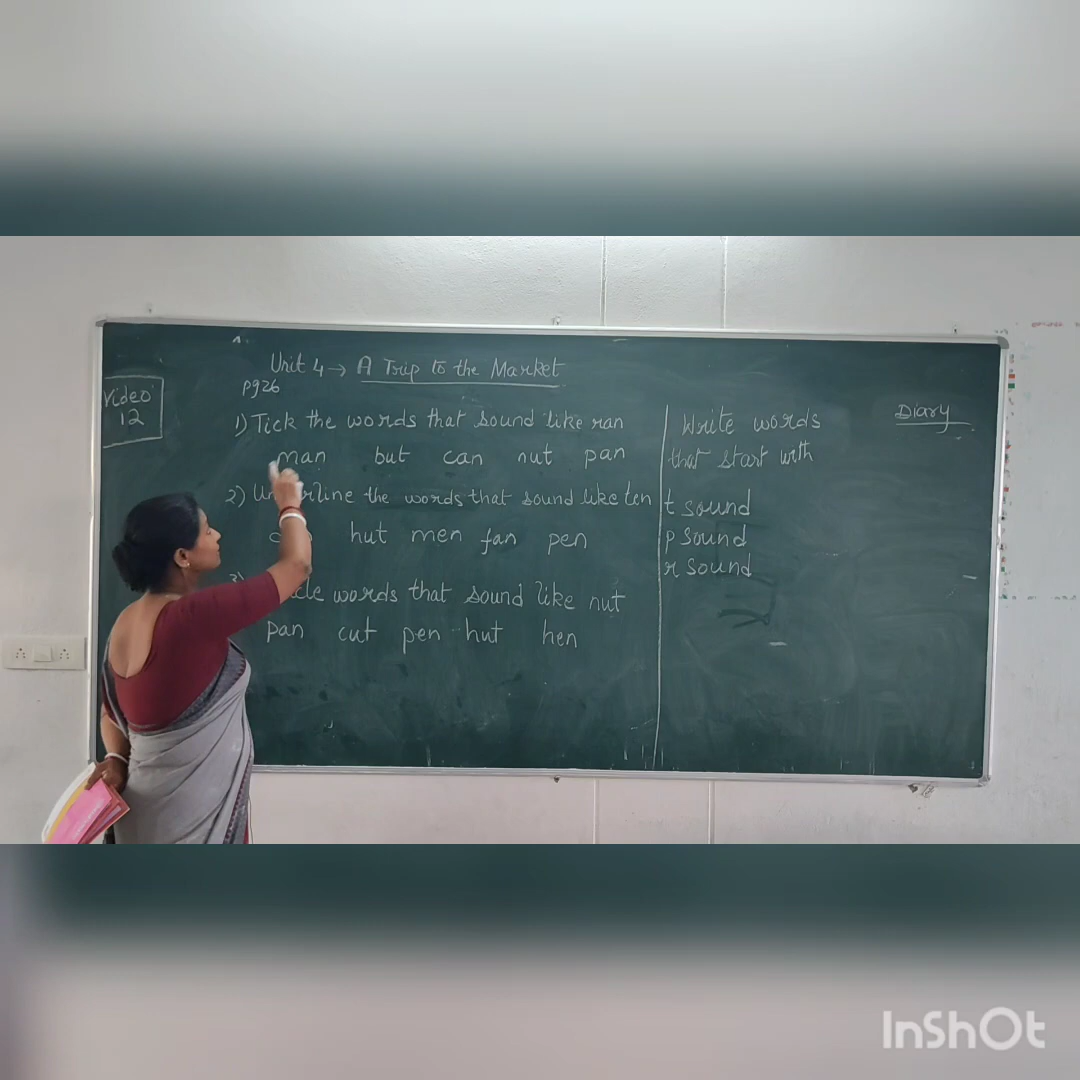 Unit 4 → A Trip to the Market
pg26
Video
12
1) Tick the words that sound like ran
man but can nut pan
2) the words that sound like ten
hut men fan pen
words that sound like nut
pan cut pen hut hen
Write words
that start with
t sound
p sound
r sound
Diary
InShOt